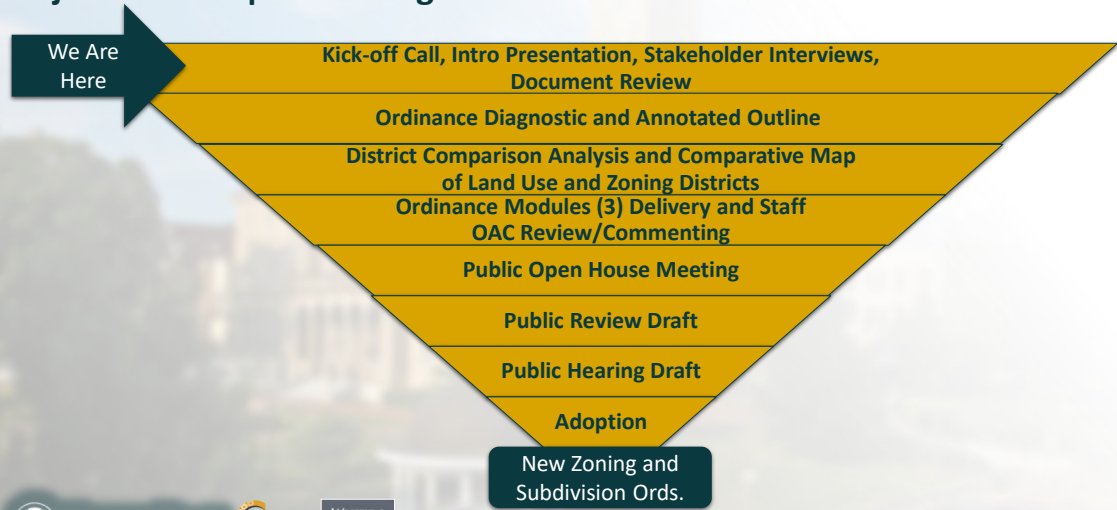 We Are
Here
Kick-off Call, Intro Presentation, Stakeholder Interviews,
Document Review
Ordinance Diagnostic and Annotated Outline
District Comparison Analysis and Comparative Map
of Land Use and Zoning Districts
Ordinance Modules (3) Delivery and Staff
OAC Review/Commenting
Public Open House Meeting
Public Review Draft
Public Hearing Draft
Adoption
New Zoning and
Subdivision Ords.